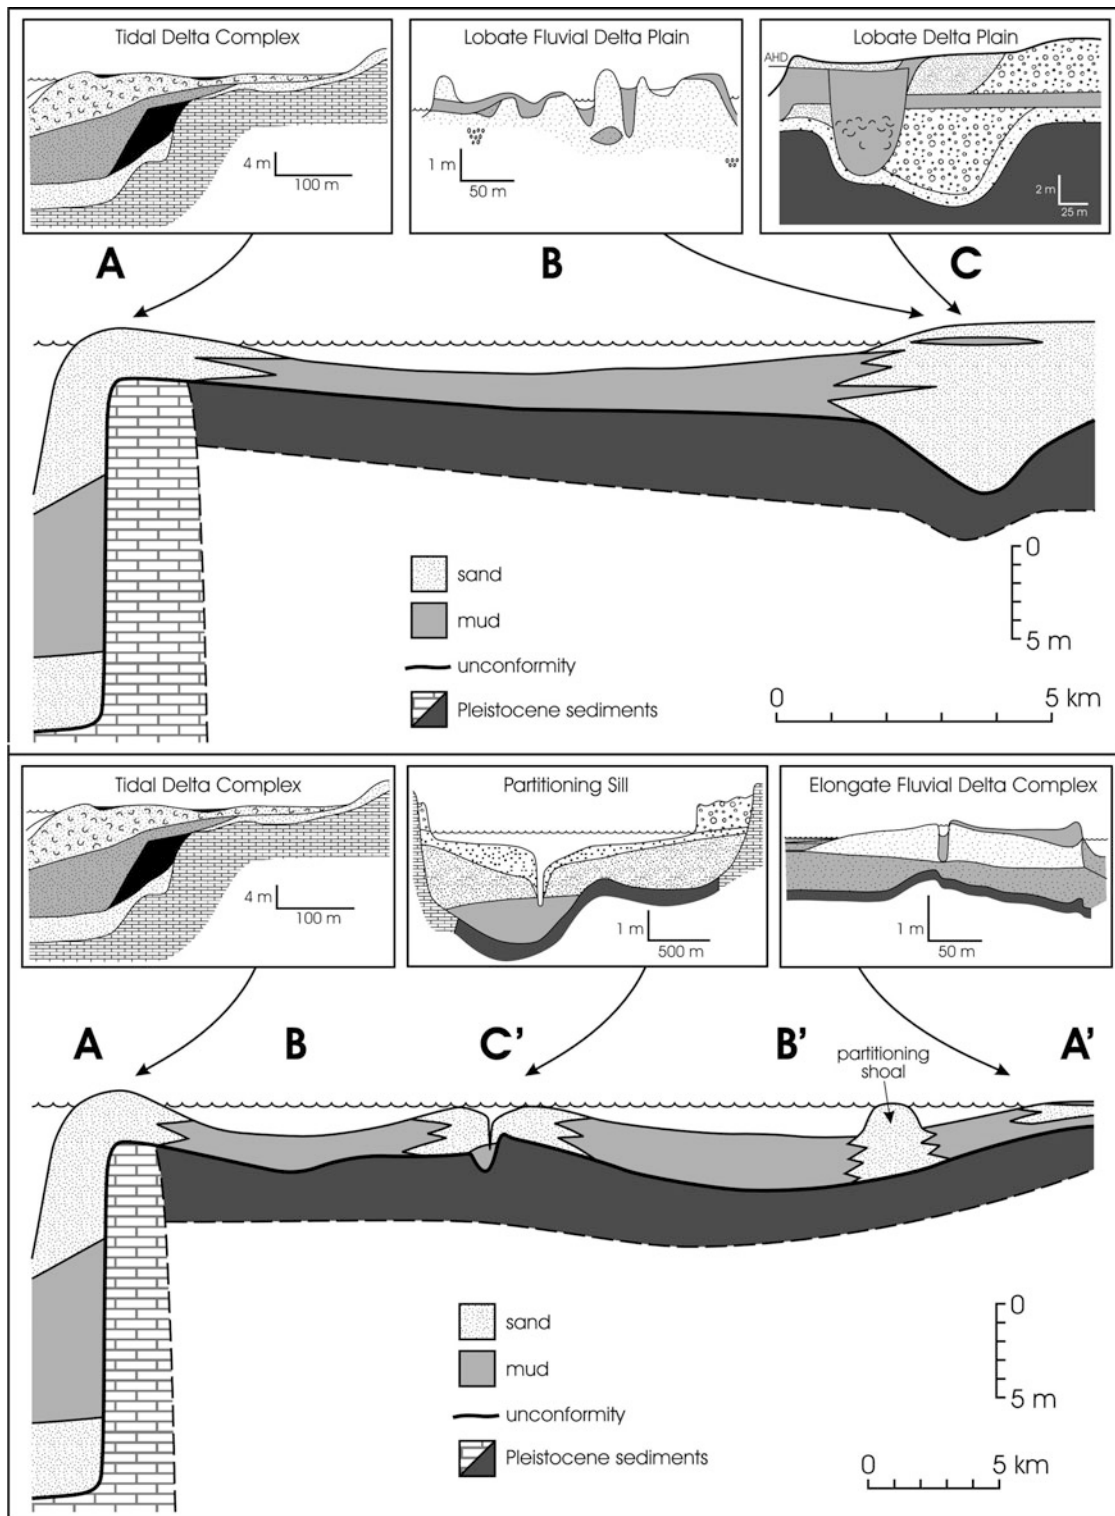 Tidal Delta Complex
4 m
100 m
Lobate Fluvial Delta Plain
1 m
50 m
Lobate Delta Plain
AHD
2 m
25 m
A
B
C
sand
mud
unconformity
Pleistocene sediments
0
5 m
0
5 km
Tidal Delta Complex
4 m
100 m
Partitioning Sill
1 m
500 m
Elongate Fluvial Delta Complex
1 m
50 m
A
B
C'
B'
A'
partitioning
shoal
sand
mud
unconformity
Pleistocene sediments
0
5 m
0
5 km